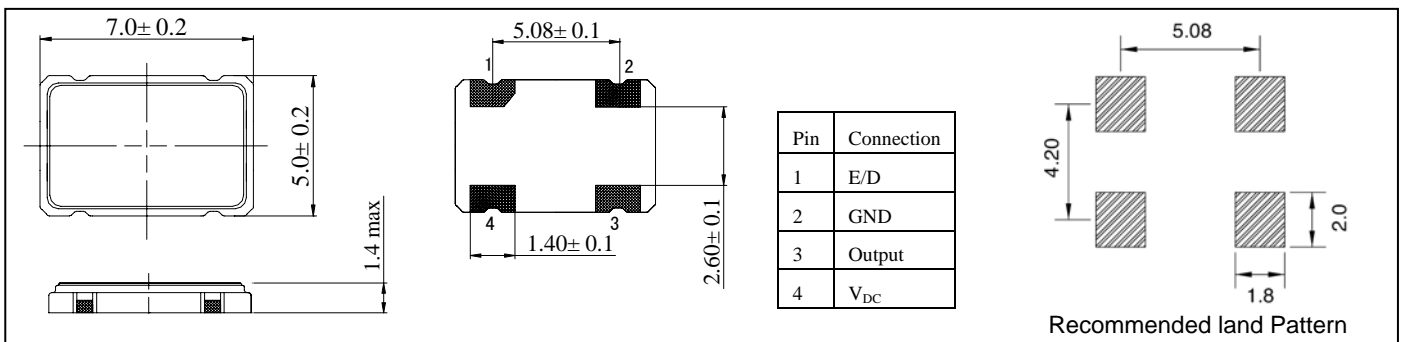 7.0± 0.2
5.0± 0.2
1.4 max
5.08± 0.1
1
2
4
3
1.40± 0.1
2.60± 0.1
Pin Connection
1 E/D
2 GND
3 Output
4 VDC
5.08
4.20
2.0
1.8
Recommended land Pattern